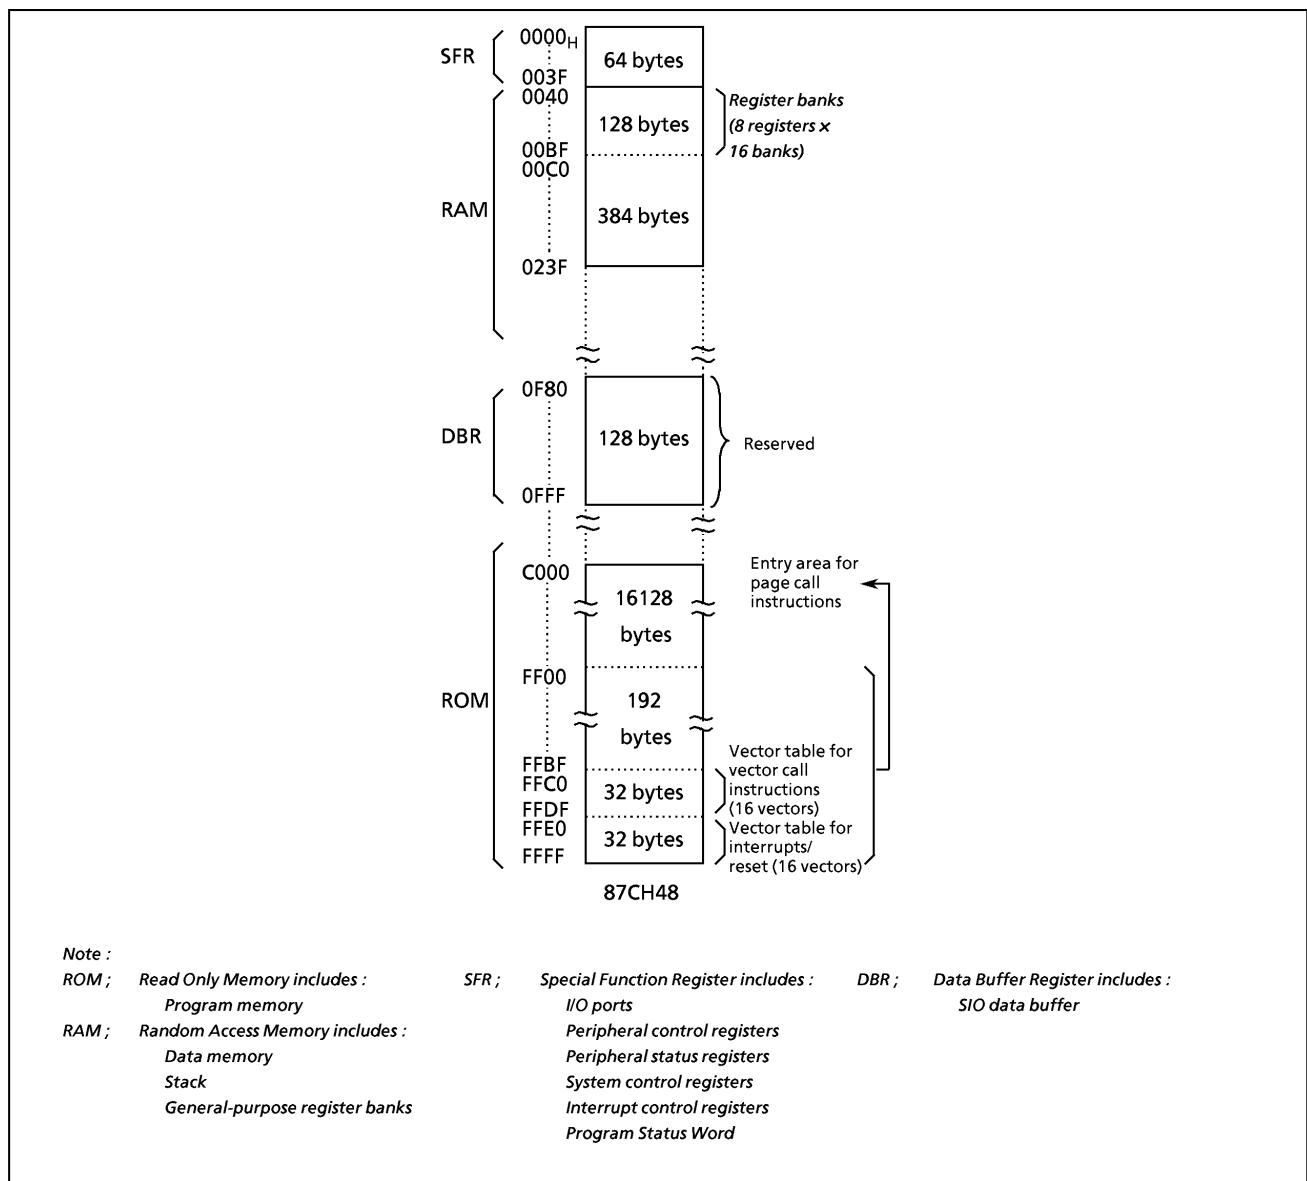 SFR
0000H
003F
64 bytes
0040
00BF
128 bytes
Register banks
(8 registers ×
16 banks)
RAM
00C0
023F
384 bytes
DBR
0F80
0FFF
128 bytes
Reserved
ROM
C000
16128
bytes
Entry area for
page call
instructions
FF00
FFBF
192
bytes
FFC0
FFDF
32 bytes
Vector table for
vector call
instructions
(16 vectors)
FFE0
FFFF
32 bytes
Vector table for
interrupts/
reset (16 vectors)
87CH48
Note :
ROM ; Read Only Memory includes :
Program memory
RAM ; Random Access Memory includes :
Data memory
Stack
General-purpose register banks
SFR ; Special Function Register includes :
I/O ports
Peripheral control registers
Peripheral status registers
System control registers
Interrupt control registers
Program Status Word
DBR ; Data Buffer Register includes :
SIO data buffer